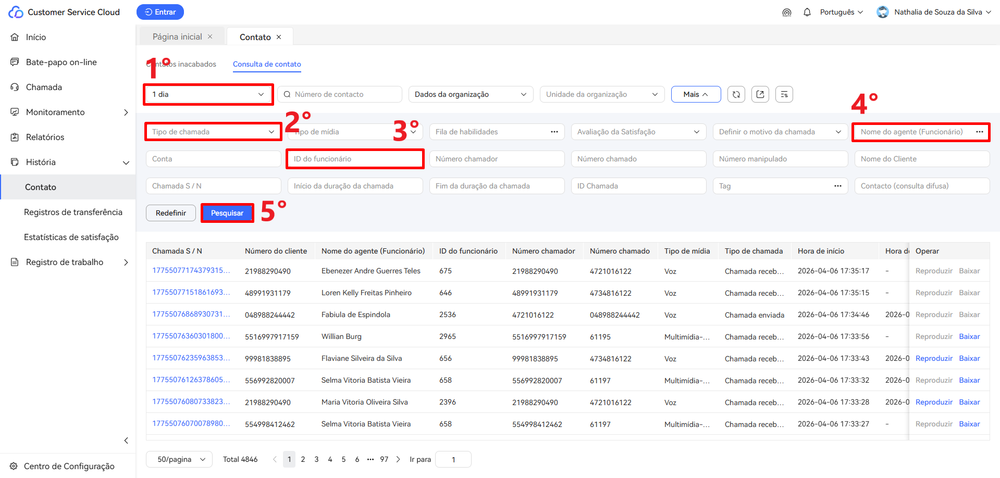 Customer Service Cloud
Entrar
Português
Nathalia de Souza da Silva
Início
Bate-papo on-line
Chamada
Monitoramento
Relatórios
História
Contato
Registros de transferência
Estatísticas de satisfação
Registro de trabalho
Centro de Configuração
Página inicial
Contato
1°
Contatos inacabados
Consulta de contato
1 dia
Número de contacto
Dados da organização
Unidade da organização
Mais
2°
3°
4°
Tipo de chamada
Tipo de mídia
Fila de habilidades
Avaliação da Satisfação
Definir o motivo da chamada
Nome do agente (Funcionário)
Conta
ID do funcionário
Número chamador
Número chamado
Número manipulado
Nome do Cliente
Chamada S / N
Início da duração da chamada
Fim da duração da chamada
ID Chamada
Tag
Contacto (consulta difusa)
Redefinir
Pesquisar
5°
Chamada S / N Número do cliente Nome do agente (Funcionário) ID do funcionário Número chamador Número chamado Tipo de mídia Tipo de chamada Hora de início Hora de Operar
17755077174379315... 21988290490 Ebenezer Andre Guerres Teles 675 21988290490 4721016122 Voz Chamada receb... 2026-04-06 17:35:17 - Reproduzir Baixar
17755077151861693... 48991931179 Loren Kelly Freitas Pinheiro 646 48991931179 4734816122 Voz Chamada receb... 2026-04-06 17:35:15 - Reproduzir Baixar
17755076868930731... 048988244442 Fabiula de Espindola 2536 4721016122 048988244442 Voz Chamada enviada 2026-04-06 17:34:46 2026-0 Reproduzir Baixar
17755076360301800... 5516997917159 Willian Burg 2965 5516997917159 61195 Multimídia-... Chamada receb... 2026-04-06 17:33:56 - Reproduzir Baixar
17755076235963853... 99981838895 Flaviane Silveira da Silva 656 99981838895 4734816122 Voz Chamada receb... 2026-04-06 17:33:43 2026-0 Reproduzir Baixar
17755076126378605... 556992820007 Selma Vitoria Batista Vieira 658 556992820007 61197 Multimídia-... Chamada receb... 2026-04-06 17:33:32 2026-0 Reproduzir Baixar
17755076080733823... 21988290490 Maria Vitoria Oliveira Silva 2396 21988290490 4721016122 Voz Chamada receb... 2026-04-06 17:33:28 2026-0 Reproduzir Baixar
17755076070078980... 554998412462 Selma Vitoria Batista Vieira 658 554998412462 61197 Multimídia-... Chamada receb... 2026-04-06 17:33:27 - Reproduzir Baixar
50/pagina Total 4846 1 2 3 4 5 6 ••• 97 Ir para 1